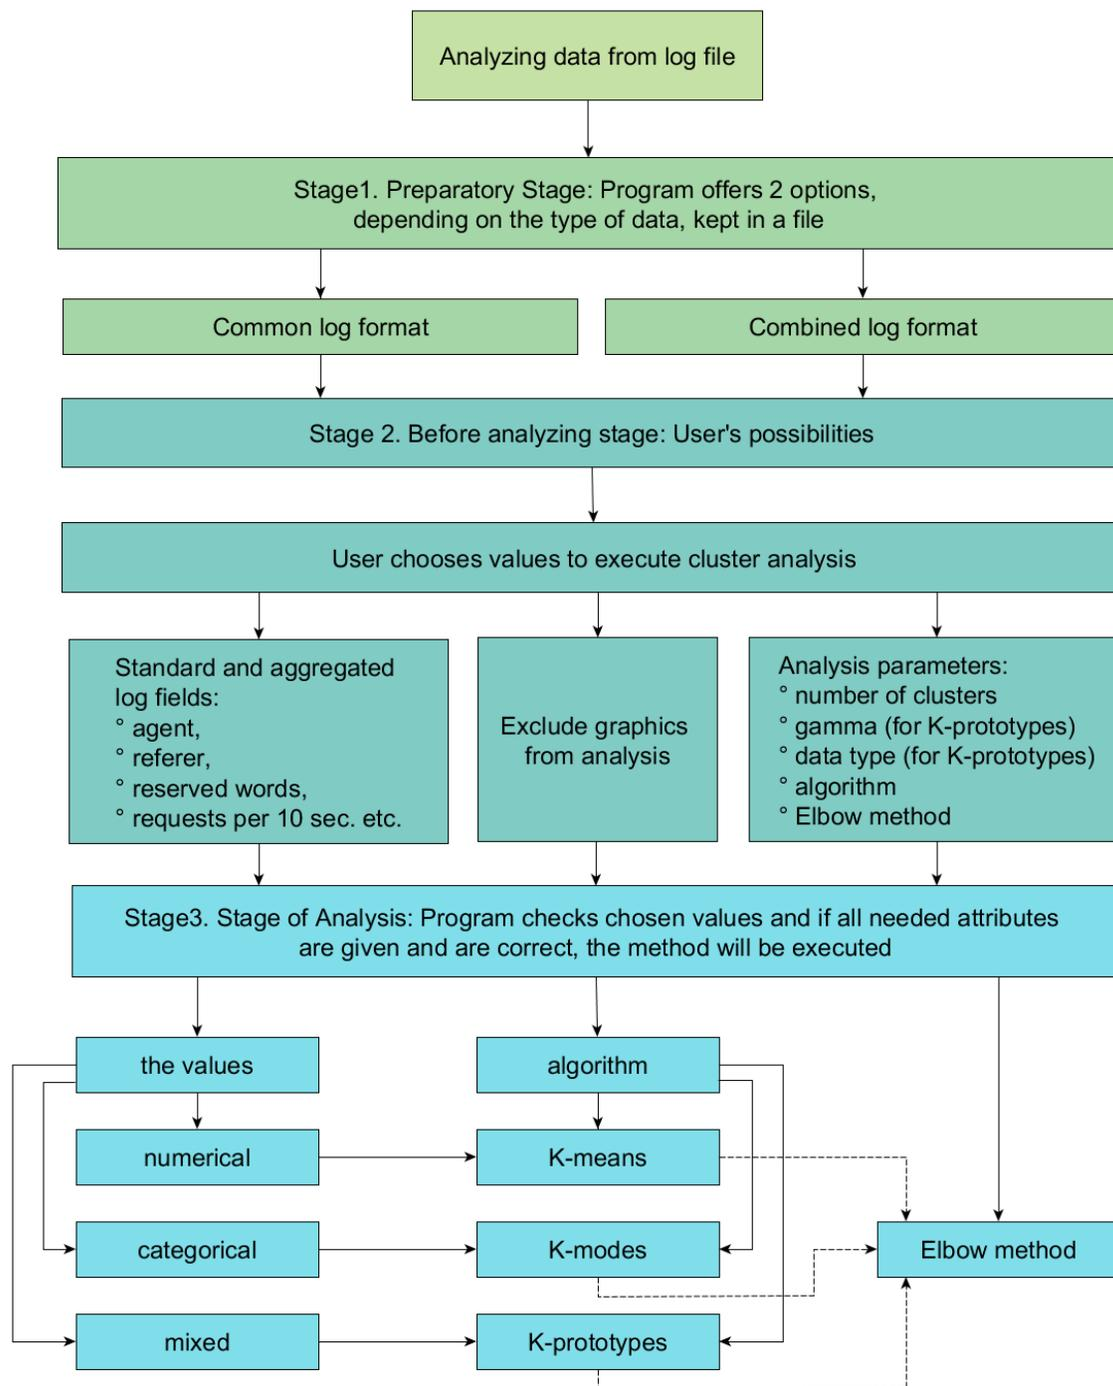 Analyzing data from log file
Stage1. Preparatory Stage: Program offers 2 options,
depending on the type of data, kept in a file
Common log format
Combined log format
Stage 2. Before analyzing stage: User's possibilities
User chooses values to execute cluster analysis
Standard and aggregated
log fields:
° agent,
° referer,
° reserved words,
° requests per 10 sec. etc.
Exclude graphics
from analysis
Analysis parameters:
° number of clusters
° gamma (for K-prototypes)
° data type (for K-prototypes)
° algorithm
° Elbow method
Stage3. Stage of Analysis: Program checks chosen values and if all needed attributes
are given and are correct, the method will be executed
the values
algorithm
numerical
K-means
categorical
K-modes
Elbow method
mixed
K-prototypes